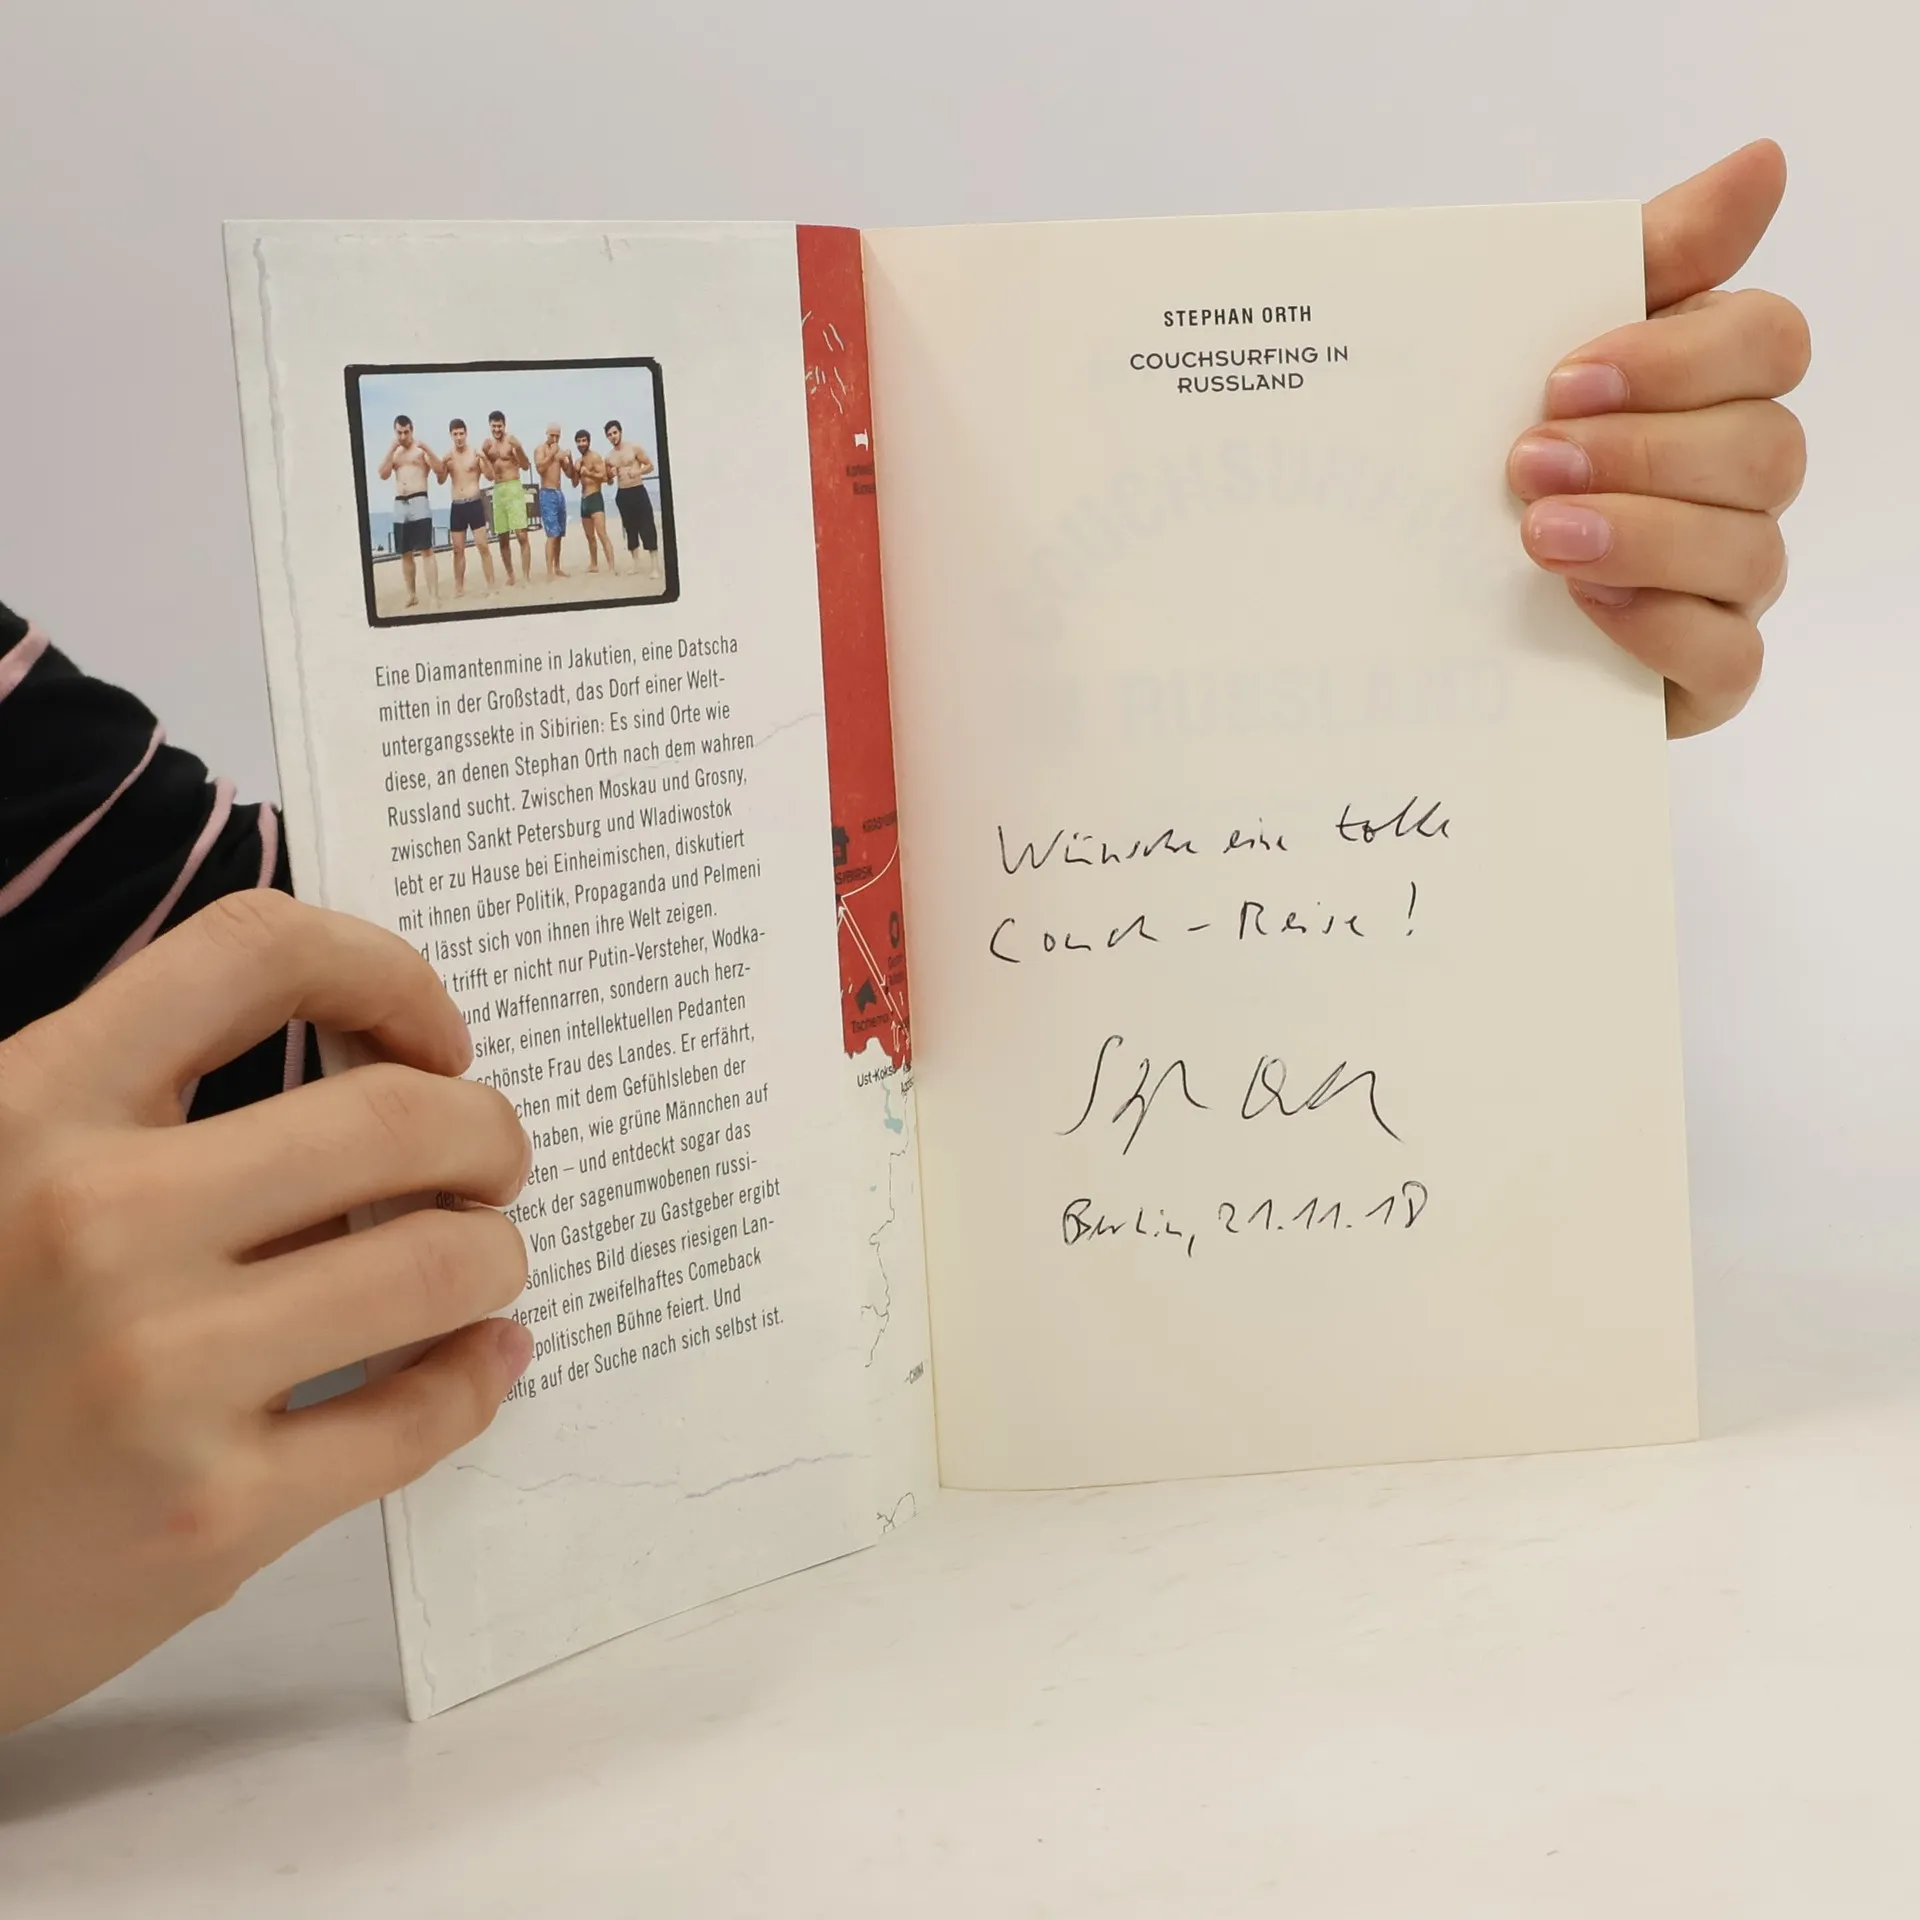 Eine Diamantenmine in Jakutien, eine Datscha
mitten in der Großstadt, das Dorf einer Welt-
untergangssekte in Sibirien: Es sind Orte wie
diese, an denen Stephan Orth nach dem wahren
Russland sucht. Zwischen Moskau und Grosny,
zwischen Sankt Petersburg und Wladiwostok
lebt er zu Hause bei Einheimischen, diskutiert
mit ihnen über Politik, Propaganda und Pelmeni
d lässt sich von ihnen ihre Welt zeigen.
i trifft er nicht nur Putin-Versteher, Wodka-
und Waffennarren, sondern auch herz-
siker, einen intellektuellen Pedanten
schönste Frau des Landes. Er erfährt,
chen mit dem Gefühlsleben der
haben, wie grüne Männchen auf
eten – und entdeckt sogar das
steck der sagenumwobenen russi-
Von Gastgeber zu Gastgeber ergibt
sönliches Bild dieses riesigen Lan-
derzeit ein zweifelhaftes Comeback
tpolitischen Bühne feiert. Und
zeitig auf der Suche nach sich selbst ist.
Ust-Koks
CHINA
STEPHAN ORTH
COUCHSURFING IN
RUSSLAND
Wünsche eine tolle
Couch-Reise!
Stephan Orth
Berlin, 21.11.18